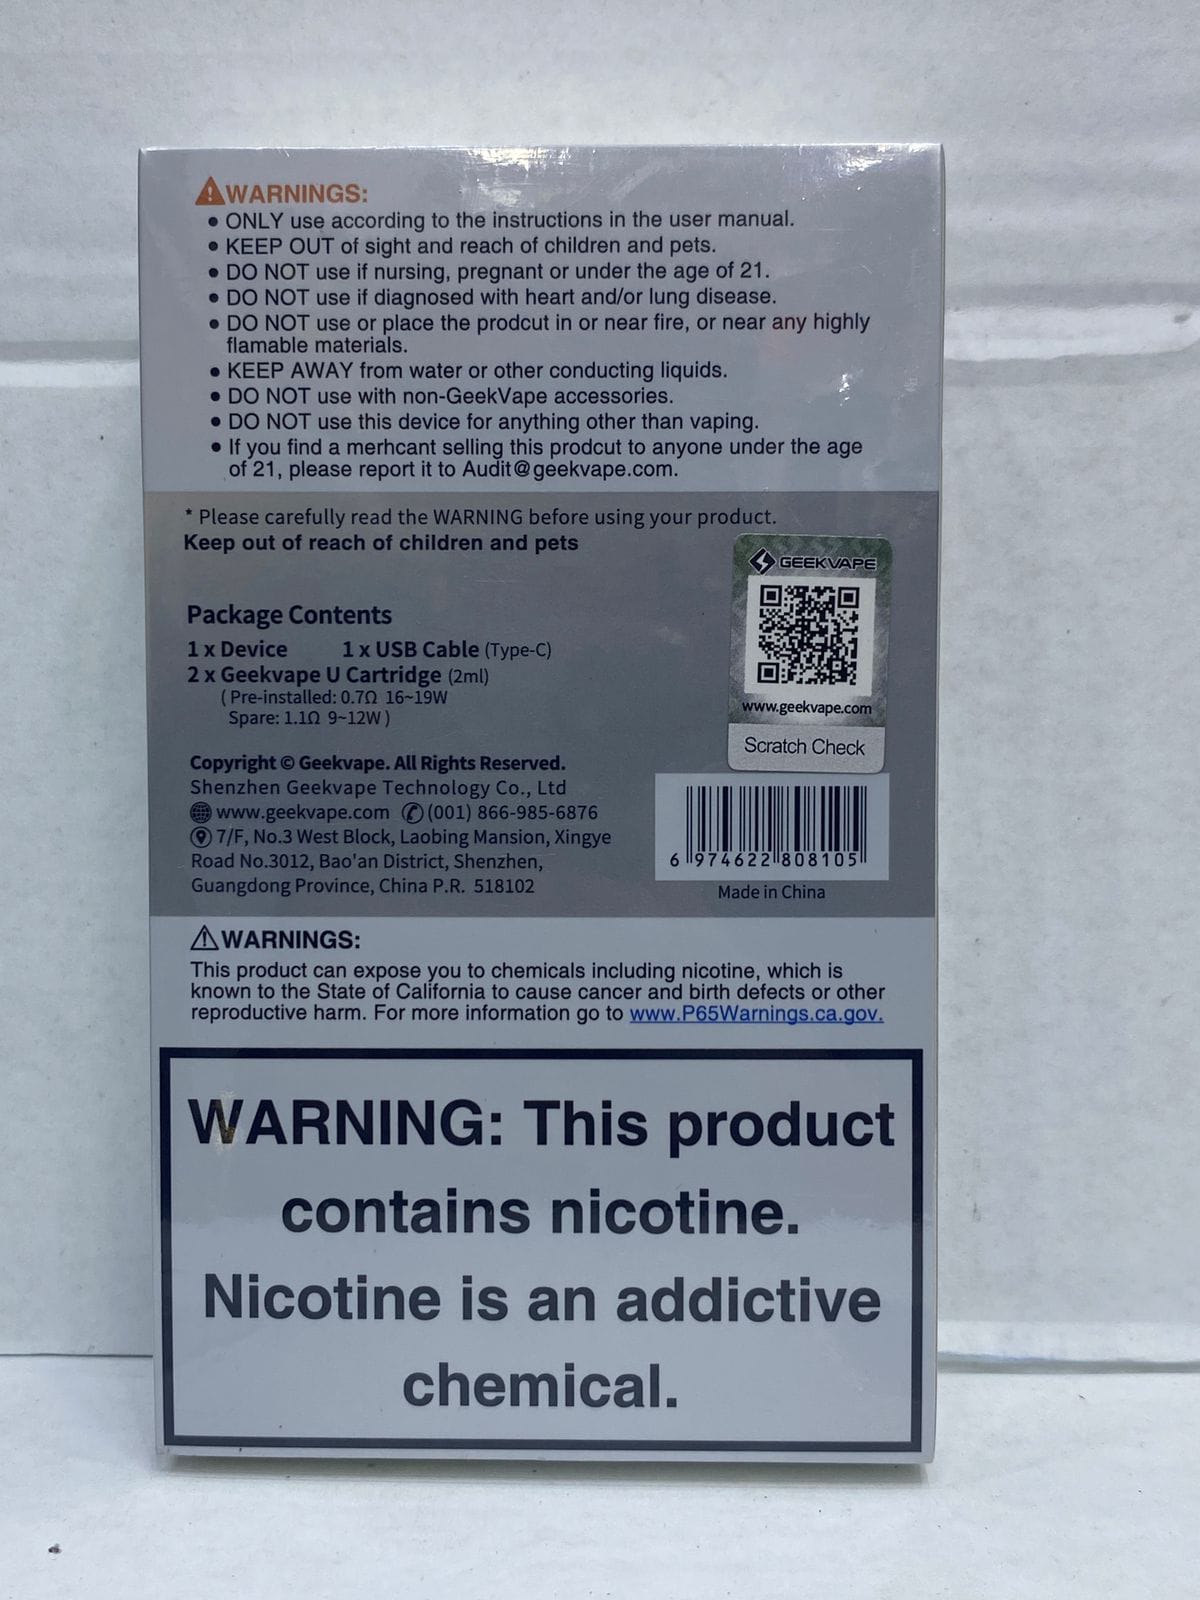 WARNINGS:
• ONLY use according to the instructions in the user manual.
• KEEP OUT of sight and reach of children and pets.
• DO NOT use if nursing, pregnant or under the age of 21.
• DO NOT use if diagnosed with heart and/or lung disease.
• DO NOT use or place the prodcut in or near fire, or near any highly
flamable materials.
• KEEP AWAY from water or other conducting liquids.
• DO NOT use with non-GeekVape accessories.
• DO NOT use this device for anything other than vaping.
• If you find a merhcant selling this prodcut to anyone under the age
of 21, please report it to Audit@geekvape.com.
* Please carefully read the WARNING before using your product.
Keep out of reach of children and pets
GEEKVAPE
www.geekvape.com
Scratch Check
Package Contents
1 x Device 1 x USB Cable (Type-C)
2 x Geekvape U Cartridge (2ml)
( Pre-installed: 0.7Ω 16~19W
Spare: 1.1Ω 9~12W )
Copyright © Geekvape. All Rights Reserved.
Shenzhen Geekvape Technology Co., Ltd
www.geekvape.com (001) 866-985-6876
7/F, No.3 West Block, Laobing Mansion, Xingye
Road No.3012, Bao'an District, Shenzhen,
Guangdong Province, China P.R. 518102
6 974622 808105
Made in China
WARNINGS:
This product can expose you to chemicals including nicotine, which is
known to the State of California to cause cancer and birth defects or other
reproductive harm. For more information go to www.P65Warnings.ca.gov.
WARNING: This product
contains nicotine.
Nicotine is an addictive
chemical.